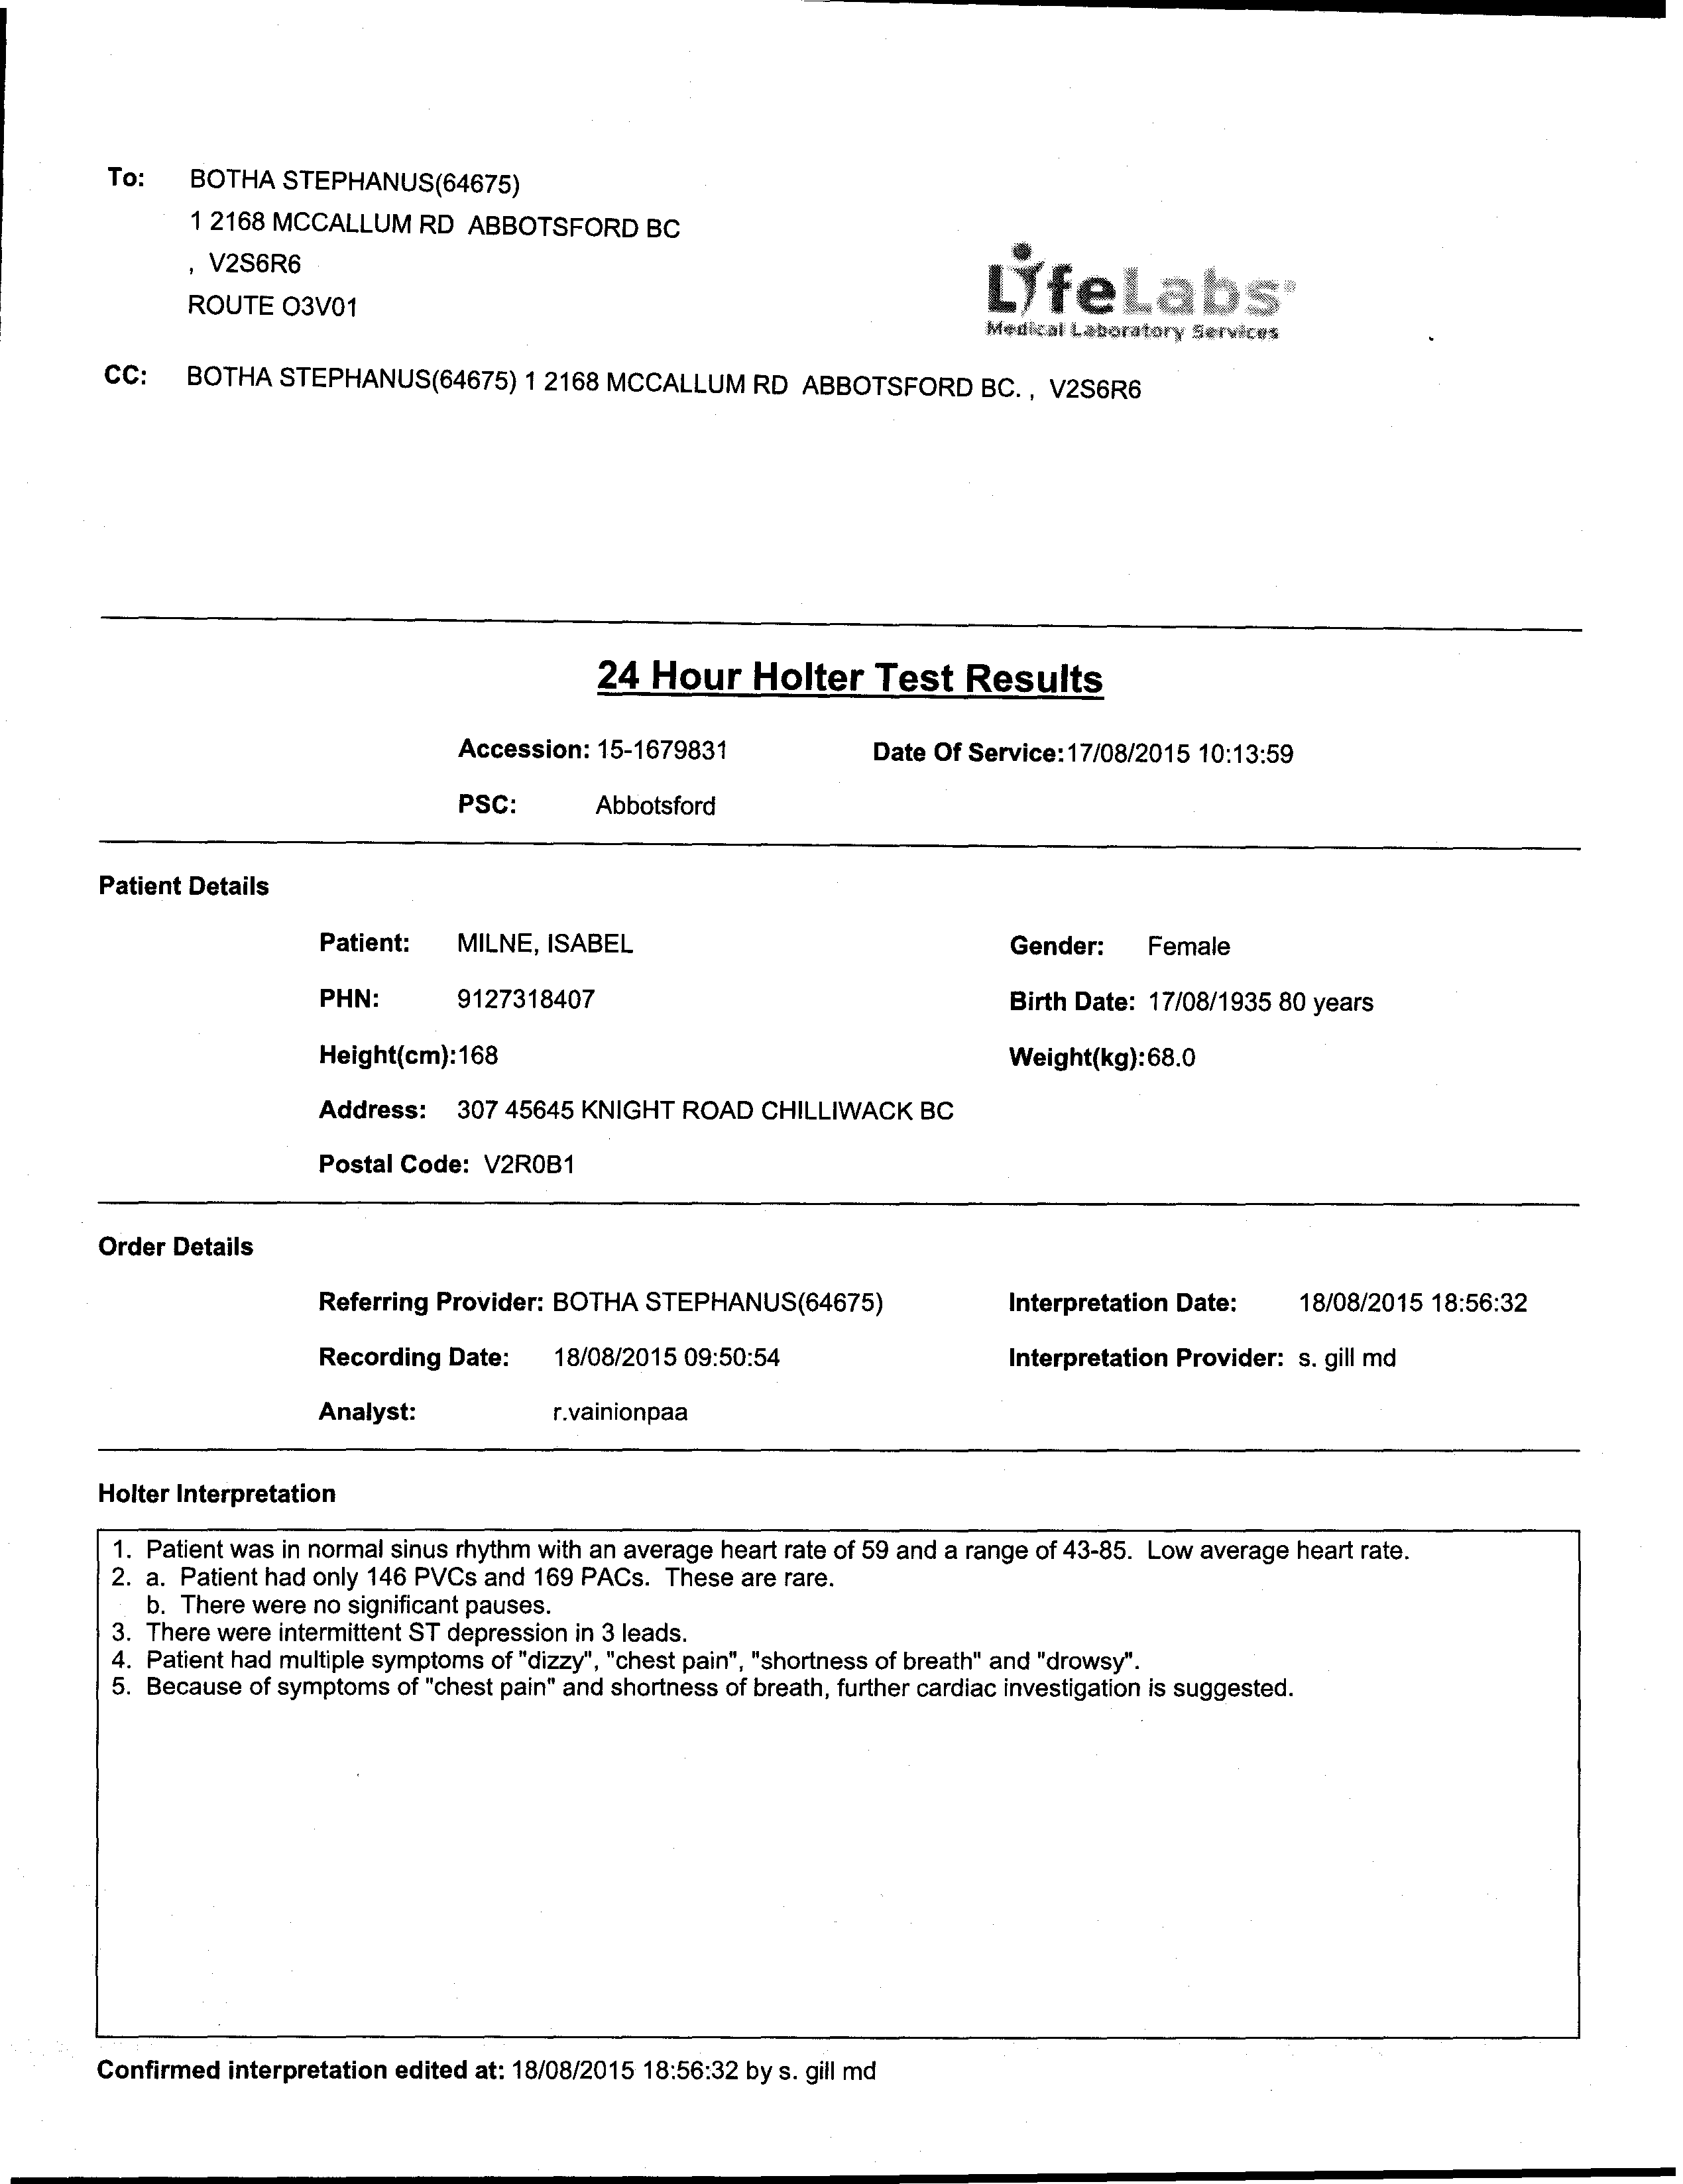 To: BOTHA STEPHANUS(64675)
1 2168 MCCALLUM RD ABBOTSFORD BC
, V2S6R6
ROUTE O3V01
LifeLabs
Medical Laboratory Services
CC: BOTHA STEPHANUS(64675) 1 2168 MCCALLUM RD ABBOTSFORD BC. , V2S6R6
24 Hour Holter Test Results
Accession: 15-1679831 Date Of Service:17/08/2015 10:13:59
PSC: Abbotsford
Patient Details
Patient: MILNE, ISABEL Gender: Female
PHN: 9127318407 Birth Date: 17/08/1935 80 years
Height(cm):168 Weight(kg):68.0
Address: 307 45645 KNIGHT ROAD CHILLIWACK BC
Postal Code: V2R0B1
Order Details
Referring Provider: BOTHA STEPHANUS(64675) Interpretation Date: 18/08/2015 18:56:32
Recording Date: 18/08/2015 09:50:54 Interpretation Provider: s. gill md
Analyst: r.vainionpaa
Holter Interpretation
1. Patient was in normal sinus rhythm with an average heart rate of 59 and a range of 43-85. Low average heart rate.
2. a. Patient had only 146 PVCs and 169 PACs. These are rare.
b. There were no significant pauses.
3. There were intermittent ST depression in 3 leads.
4. Patient had multiple symptoms of "dizzy", "chest pain", "shortness of breath" and "drowsy".
5. Because of symptoms of "chest pain" and shortness of breath, further cardiac investigation is suggested.
Confirmed interpretation edited at: 18/08/2015 18:56:32 by s. gill md